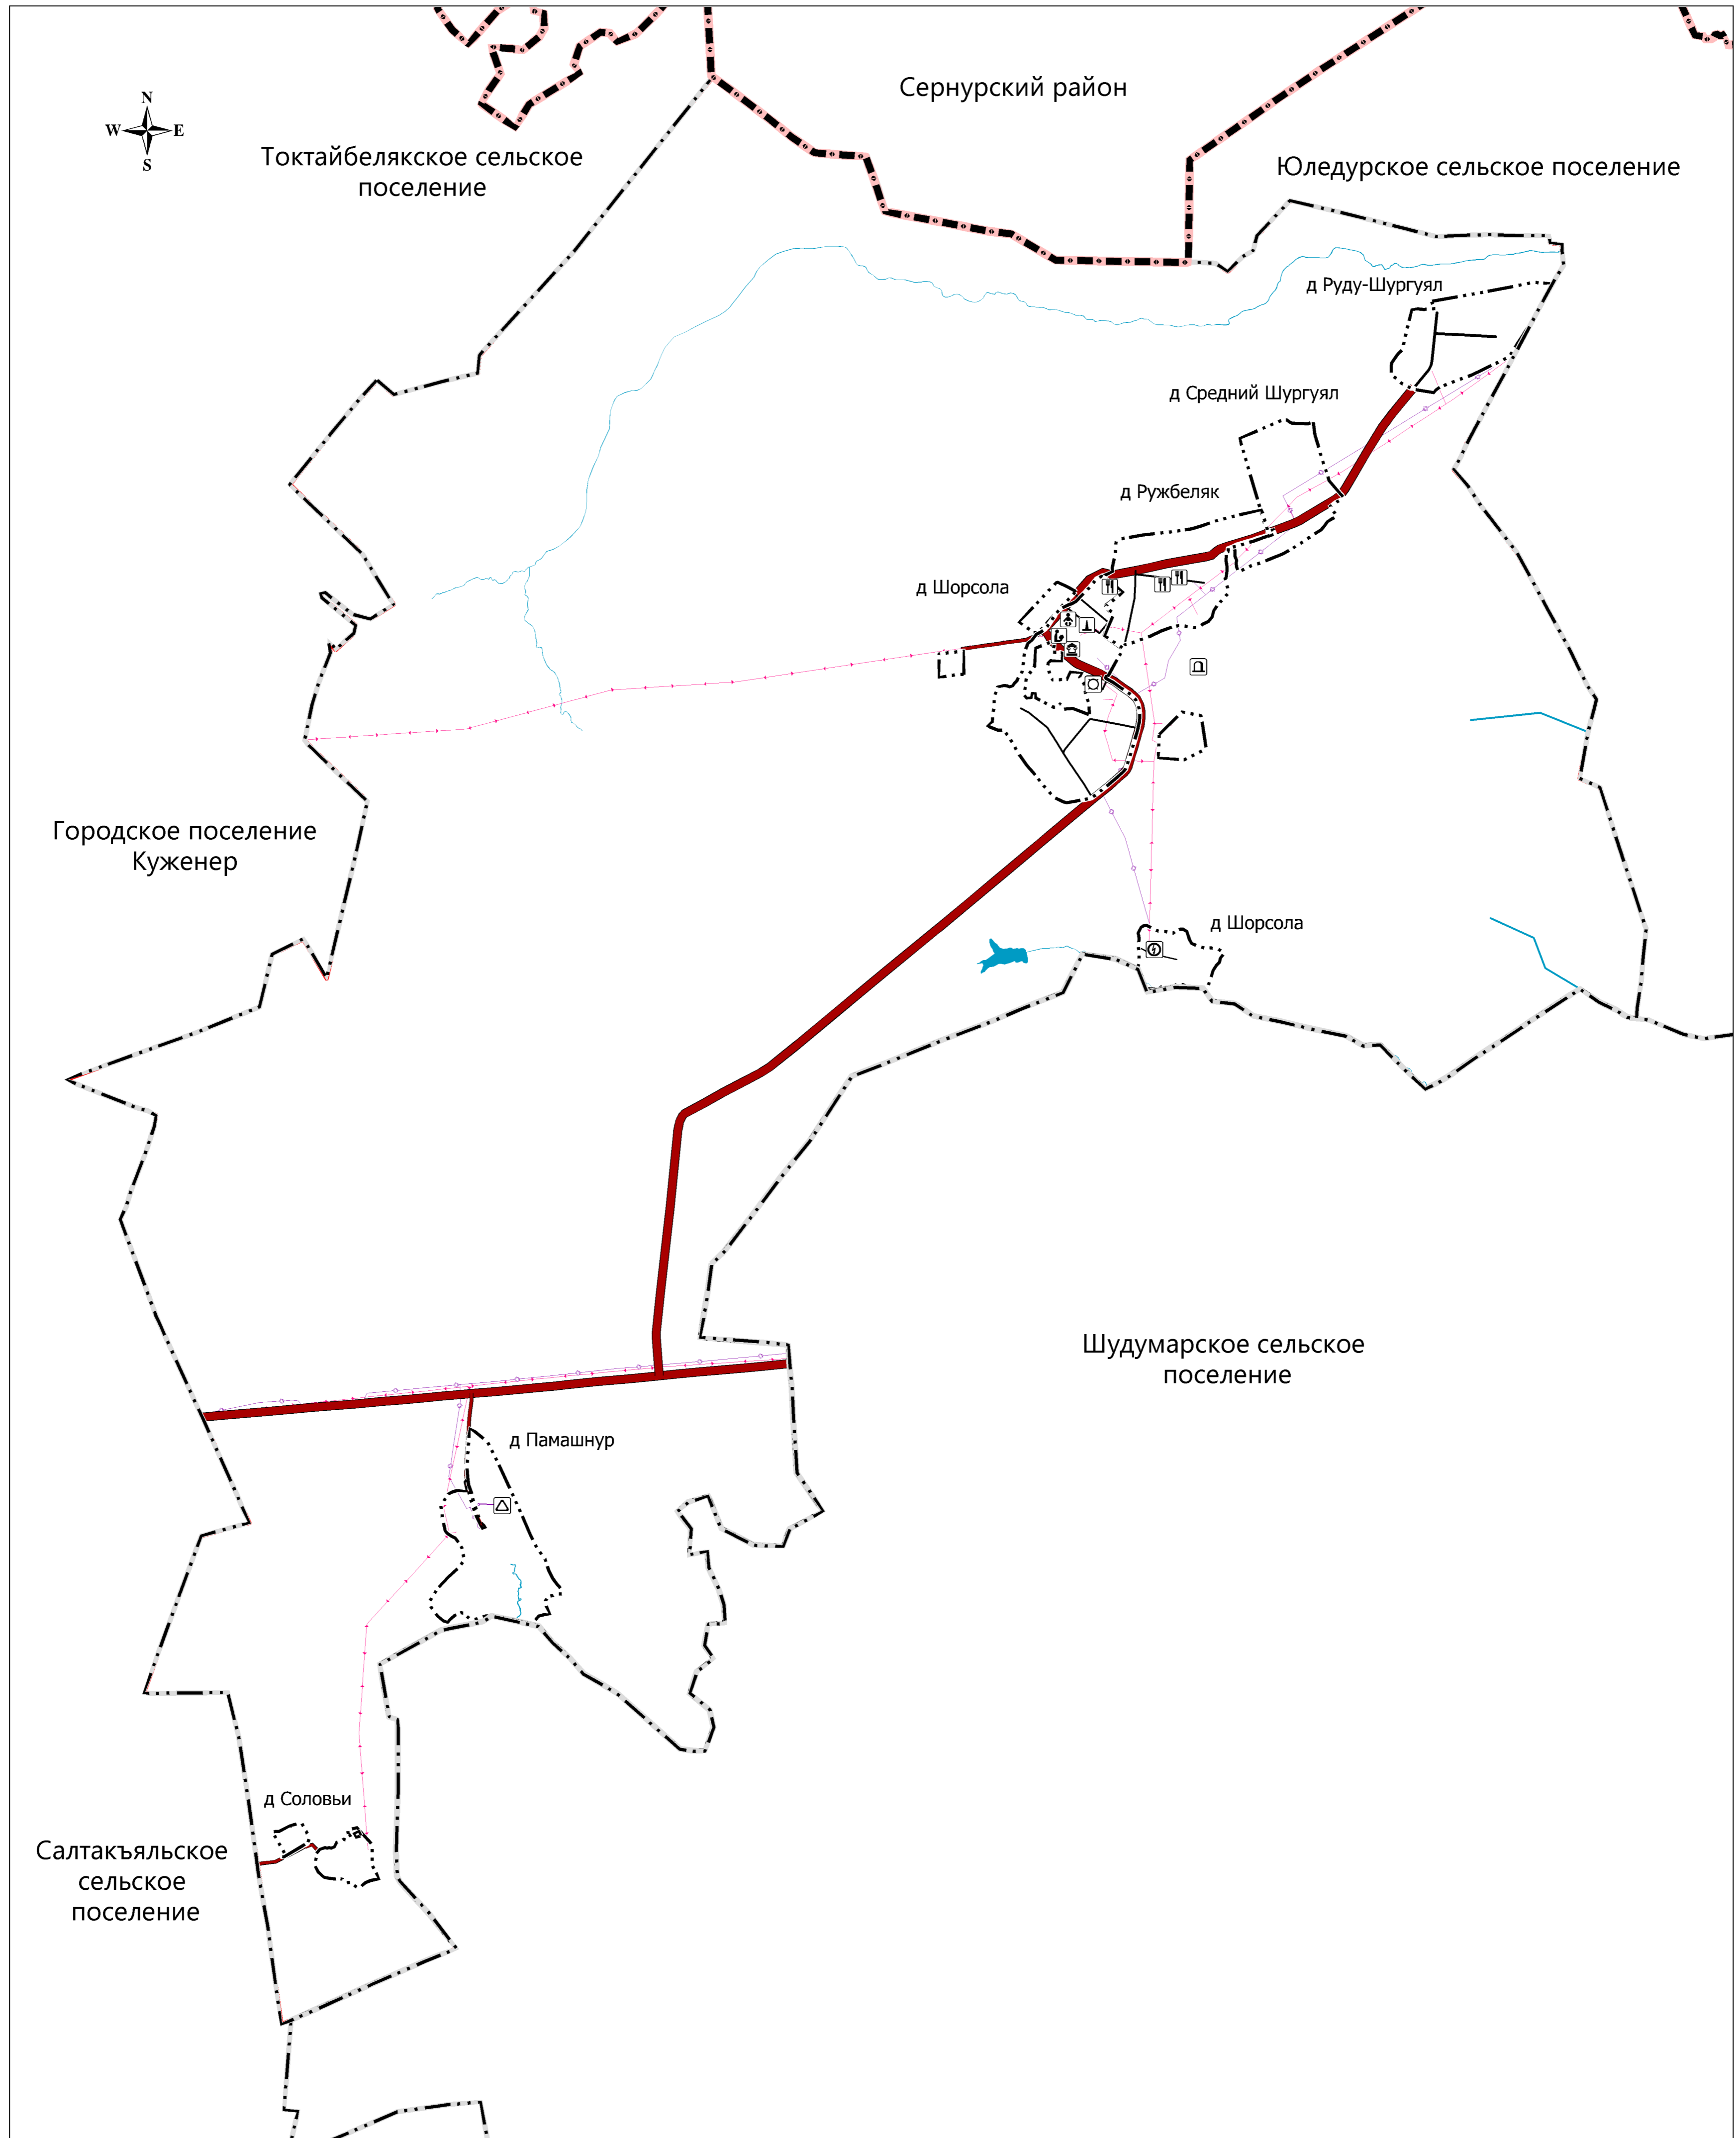 Сернурский район
N
W E
S
Токтайбелякское сельское
поселение
Юледурское сельское поселение
д Руду-Шургуял
д Средний Шургуял
д Ружбеляк
д Шорсола
Городское поселение
Куженер
д Шорсола
Шудумарское сельское
поселение
д Памашнур
д Соловьи
Салтакъяльское
сельское
поселение